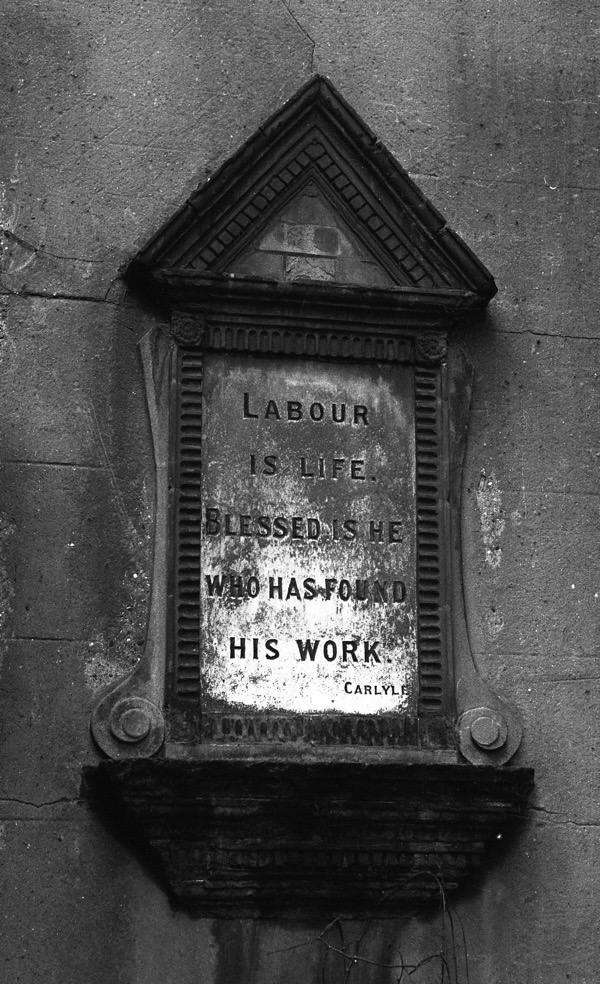 LABOUR
IS LIFE.
BLESSED IS HE
WHO HAS FOUND
HIS WORK.
CARLYLE